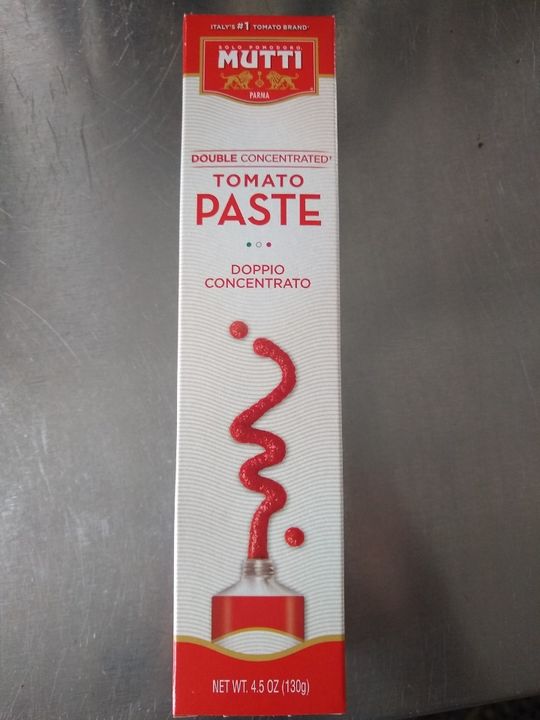 ITALY'S #1 TOMATO BRAND*
SOLO POMODORO.
MUTTI
®
PARMA
DOUBLE CONCENTRATED†
TOMATO
PASTE
DOPPIO
CONCENTRATO
NET WT. 4.5 OZ (130g)